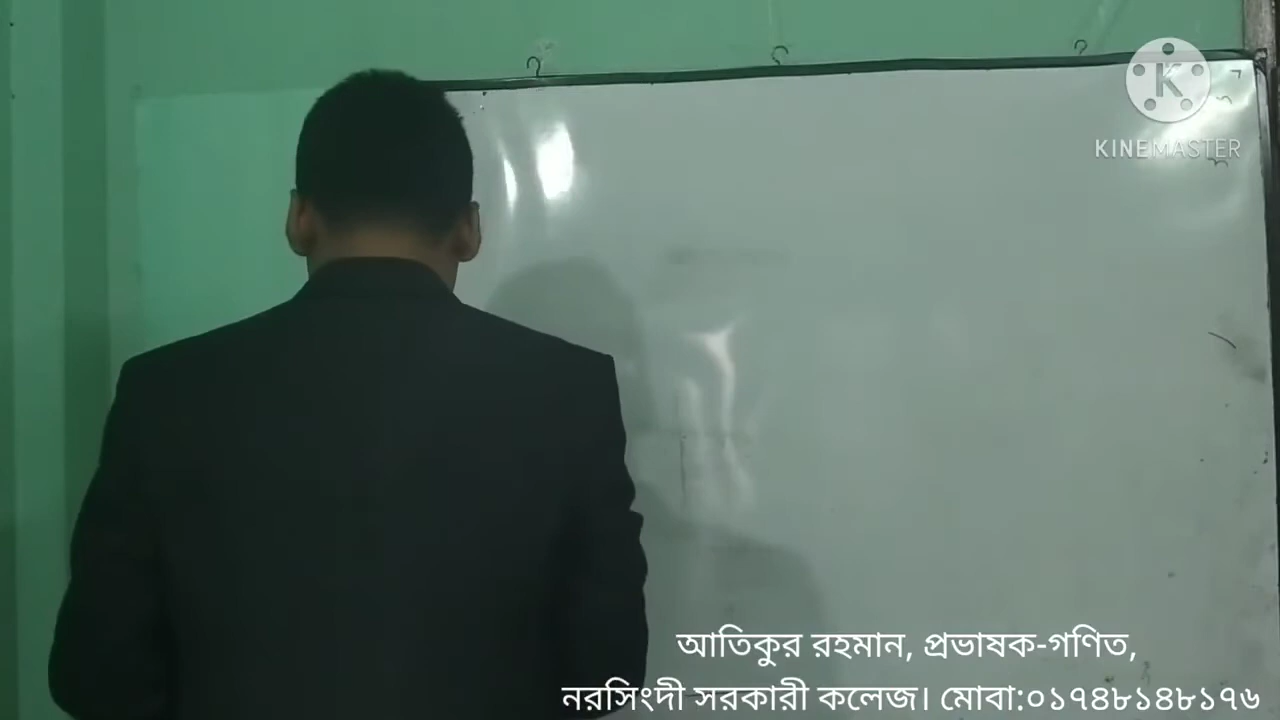 K
KINEMASTER
আতিকুর রহমান, প্রভাষক-গণিত,
নরসিংদী সরকারী কলেজ। মোবা:০১৭৪৮১৪৮১৭৬